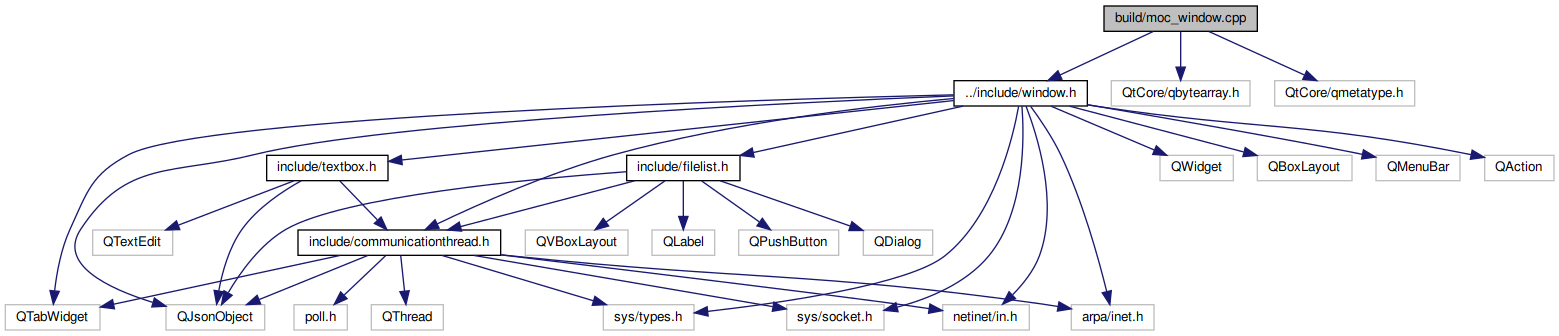 build/moc_window.cpp
../include/window.h
QtCore/qbytearray.h
QtCore/qmetatype.h
include/textbox.h
include/filelist.h
QWidget
QBoxLayout
QMenuBar
QAction
QTextEdit
include/communicationthread.h
QVBoxLayout
QLabel
QPushButton
QDialog
QTabWidget
QJsonObject
poll.h
QThread
sys/types.h
sys/socket.h
netinet/in.h
arpa/inet.h